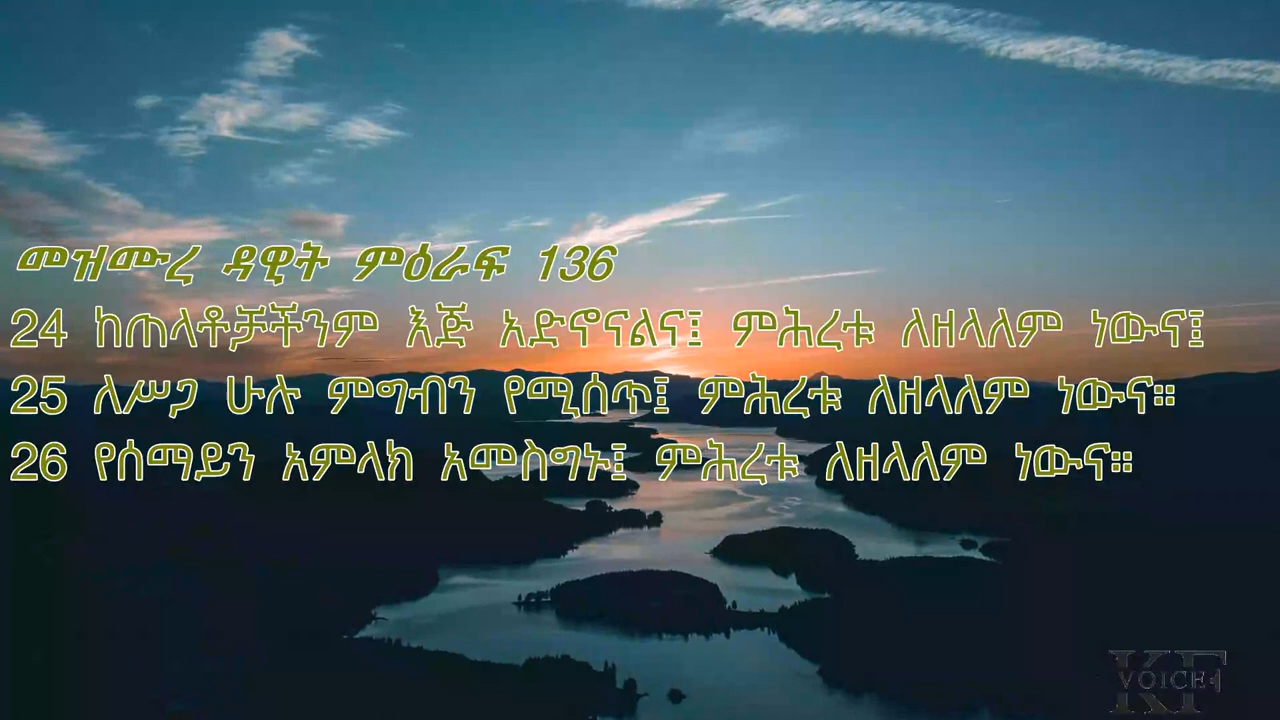 መዝሙረ ዳዊት ምዕራፍ 136
24 ከጠላቶቻችንም እጅ አድኖናልና፤ ምሕረቱ ለዘላለም ነውና፤
25 ለሥጋ ሁሉ ምግብን የሚሰጥ፤ ምሕረቱ ለዘላለም ነውና።
26 የሰማይን አምላክ አመስግኑ፤ ምሕረቱ ለዘላለም ነውና።
KF
VOICE